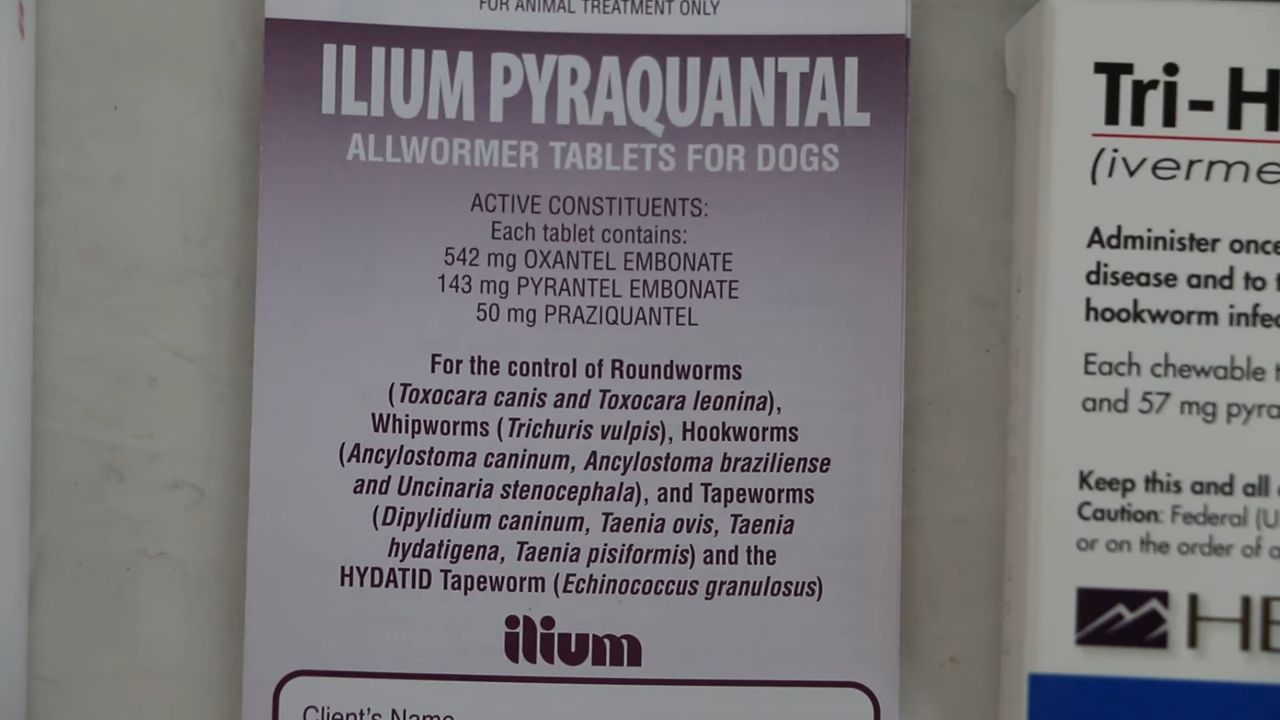 FOR ANIMAL TREATMENT ONLY
ILIUM PYRAQUANTAL
ALLWORMER TABLETS FOR DOGS
ACTIVE CONSTITUENTS:
Each tablet contains:
542 mg OXANTEL EMBONATE
143 mg PYRANTEL EMBONATE
50 mg PRAZIQUANTEL
For the control of Roundworms
(Toxocara canis and Toxocara leonina),
Whipworms (Trichuris vulpis), Hookworms
(Ancylostoma caninum, Ancylostoma braziliense
and Uncinaria stenocephala), and Tapeworms
(Dipylidium caninum, Taenia ovis, Taenia
hydatigena, Taenia pisiformis) and the
HYDATID Tapeworm (Echinococcus granulosus)
ilium
Client's Name
Tri-H
(iverme
Administer once
disease and to
hookworm infec
Each chewable
and 57 mg pyra
Keep this and all
Caution: Federal (U
or on the order of a
HE